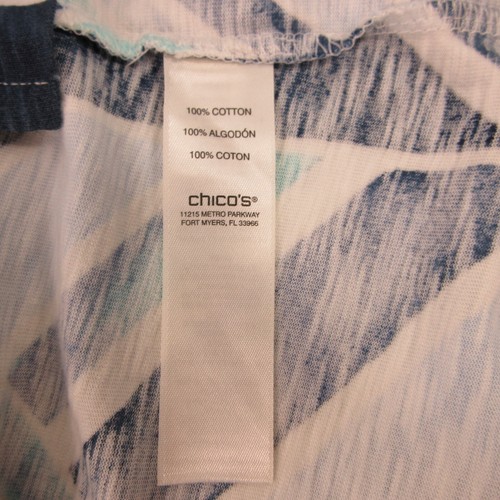 100% COTTON
100% ALGODÓN
100% COTON
chico's®
11215 METRO PARKWAY
FORT MYERS, FL 33966